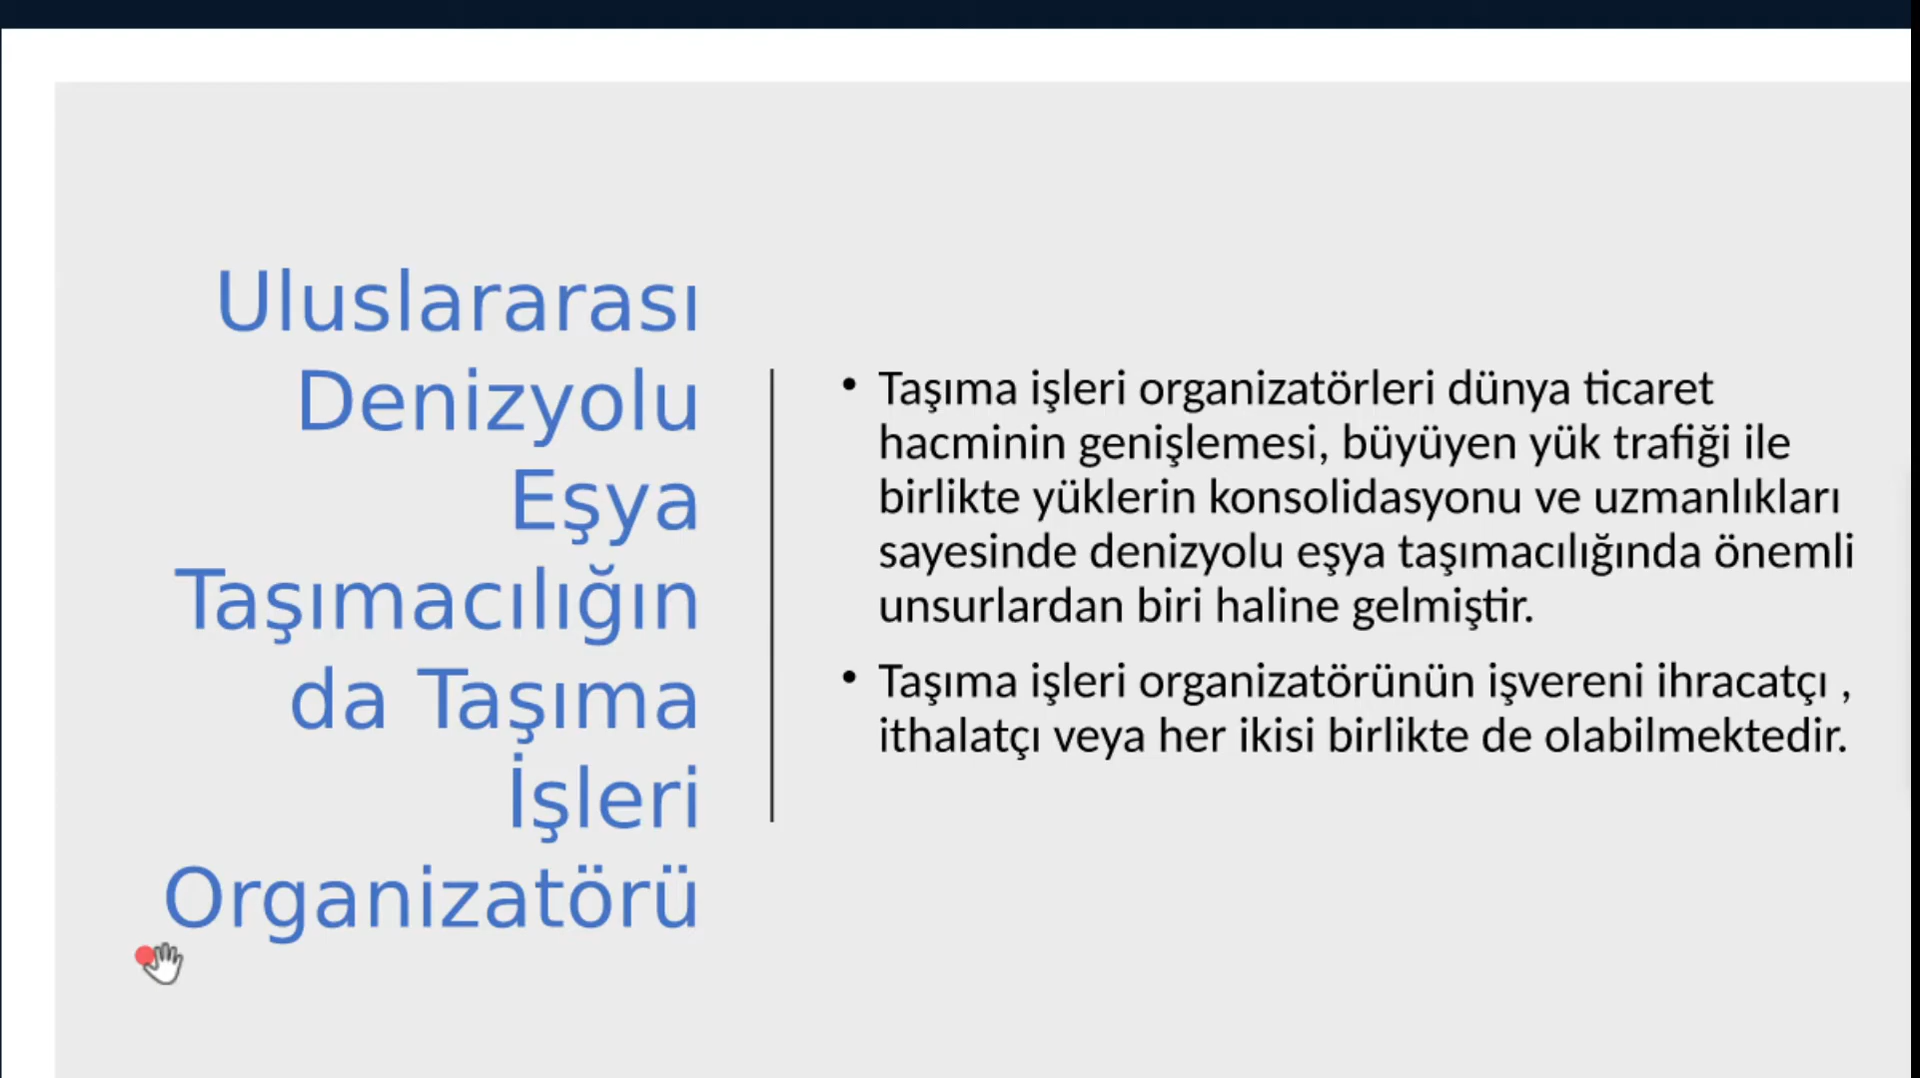 Uluslararası
Denizyolu
Eşya
Taşımacılığın
da Taşıma
İşleri
Organizatörü
• Taşıma işleri organizatörleri dünya ticaret
hacminin genişlemesi, büyüyen yük trafiği ile
birlikte yüklerin konsolidasyonu ve uzmanlıkları
sayesinde denizyolu eşya taşımacılığında önemli
unsurlardan biri haline gelmiştir.
• Taşıma işleri organizatörünün işvereni ihracatçı ,
ithalatçı veya her ikisi birlikte de olabilmektedir.